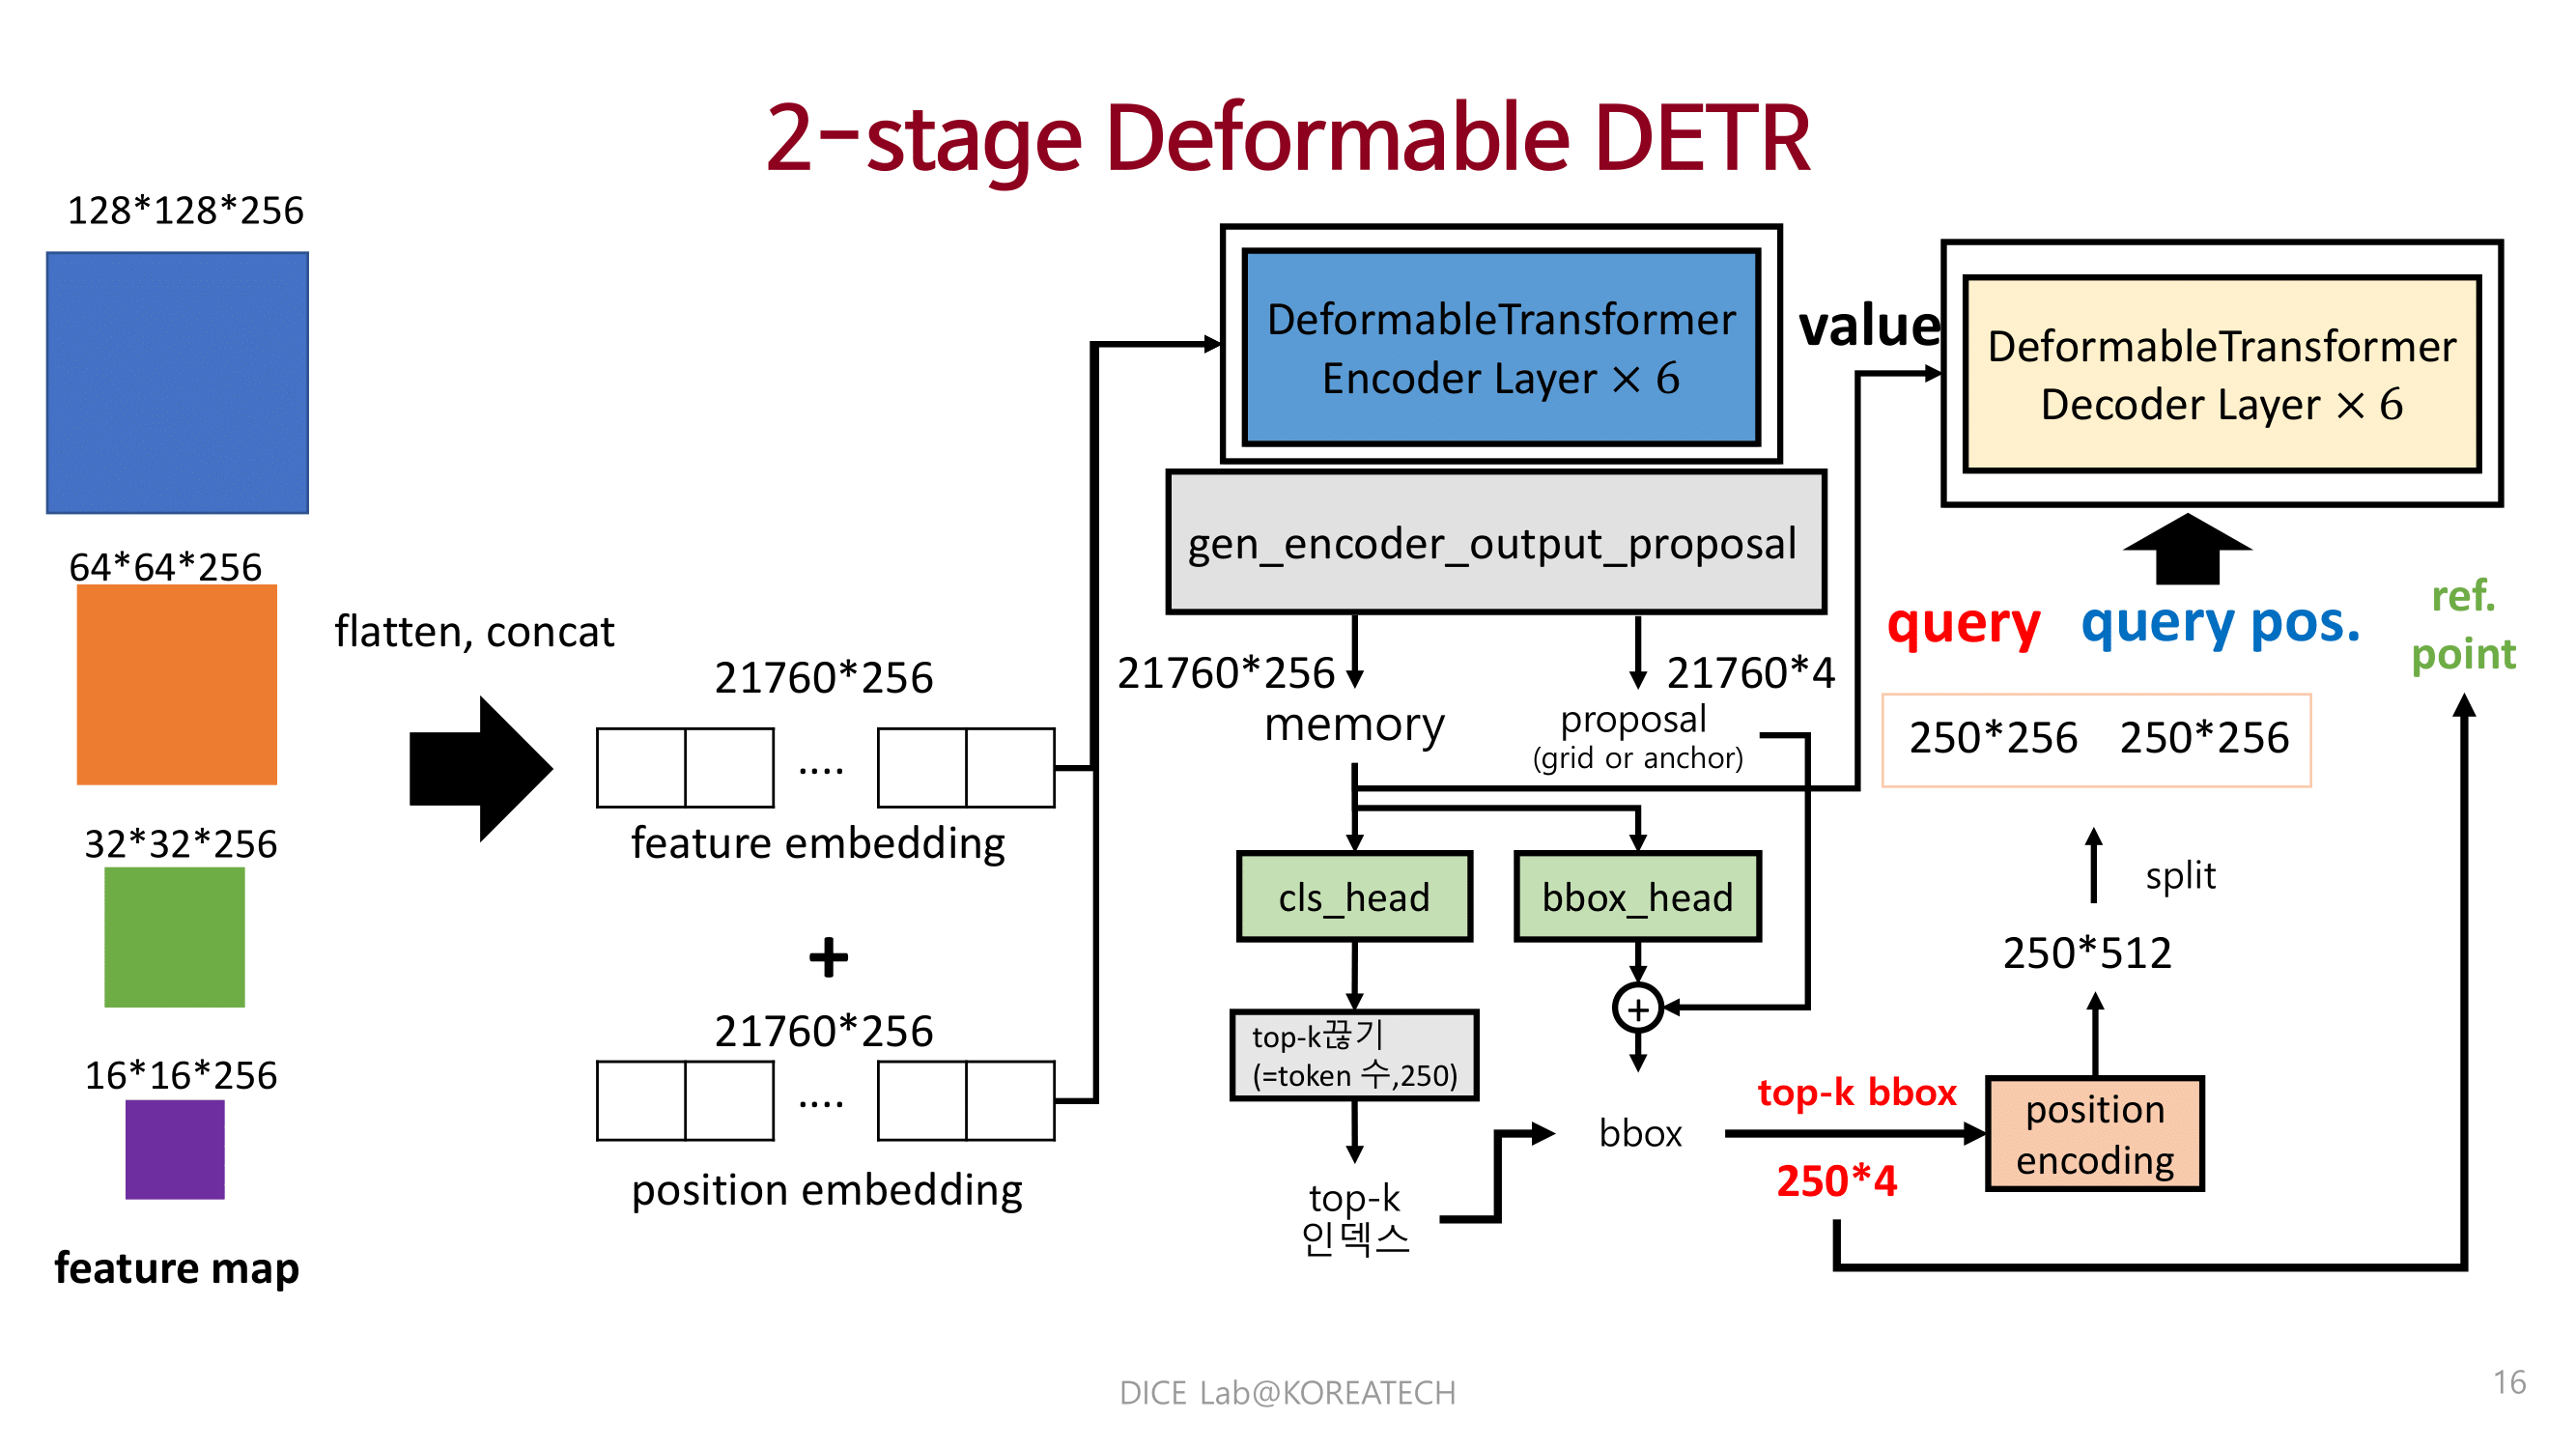 2-stage Deformable DETR
128*128*256
64*64*256
32*32*256
16*16*256
feature map
flatten, concat
21760*256
....
feature embedding
+
21760*256
....
position embedding
DeformableTransformer
Encoder Layer × 6
gen_encoder_output_proposal
21760*256
memory
21760*4
proposal
(grid or anchor)
cls_head
bbox_head
+
top-k끊기
(=token 수,250)
top-k
인덱스
bbox
top-k bbox
250*4
position
encoding
250*512
split
250*256 250*256
query query pos.
ref.
point
value
DeformableTransformer
Decoder Layer × 6
DICE Lab@KOREATECH
16